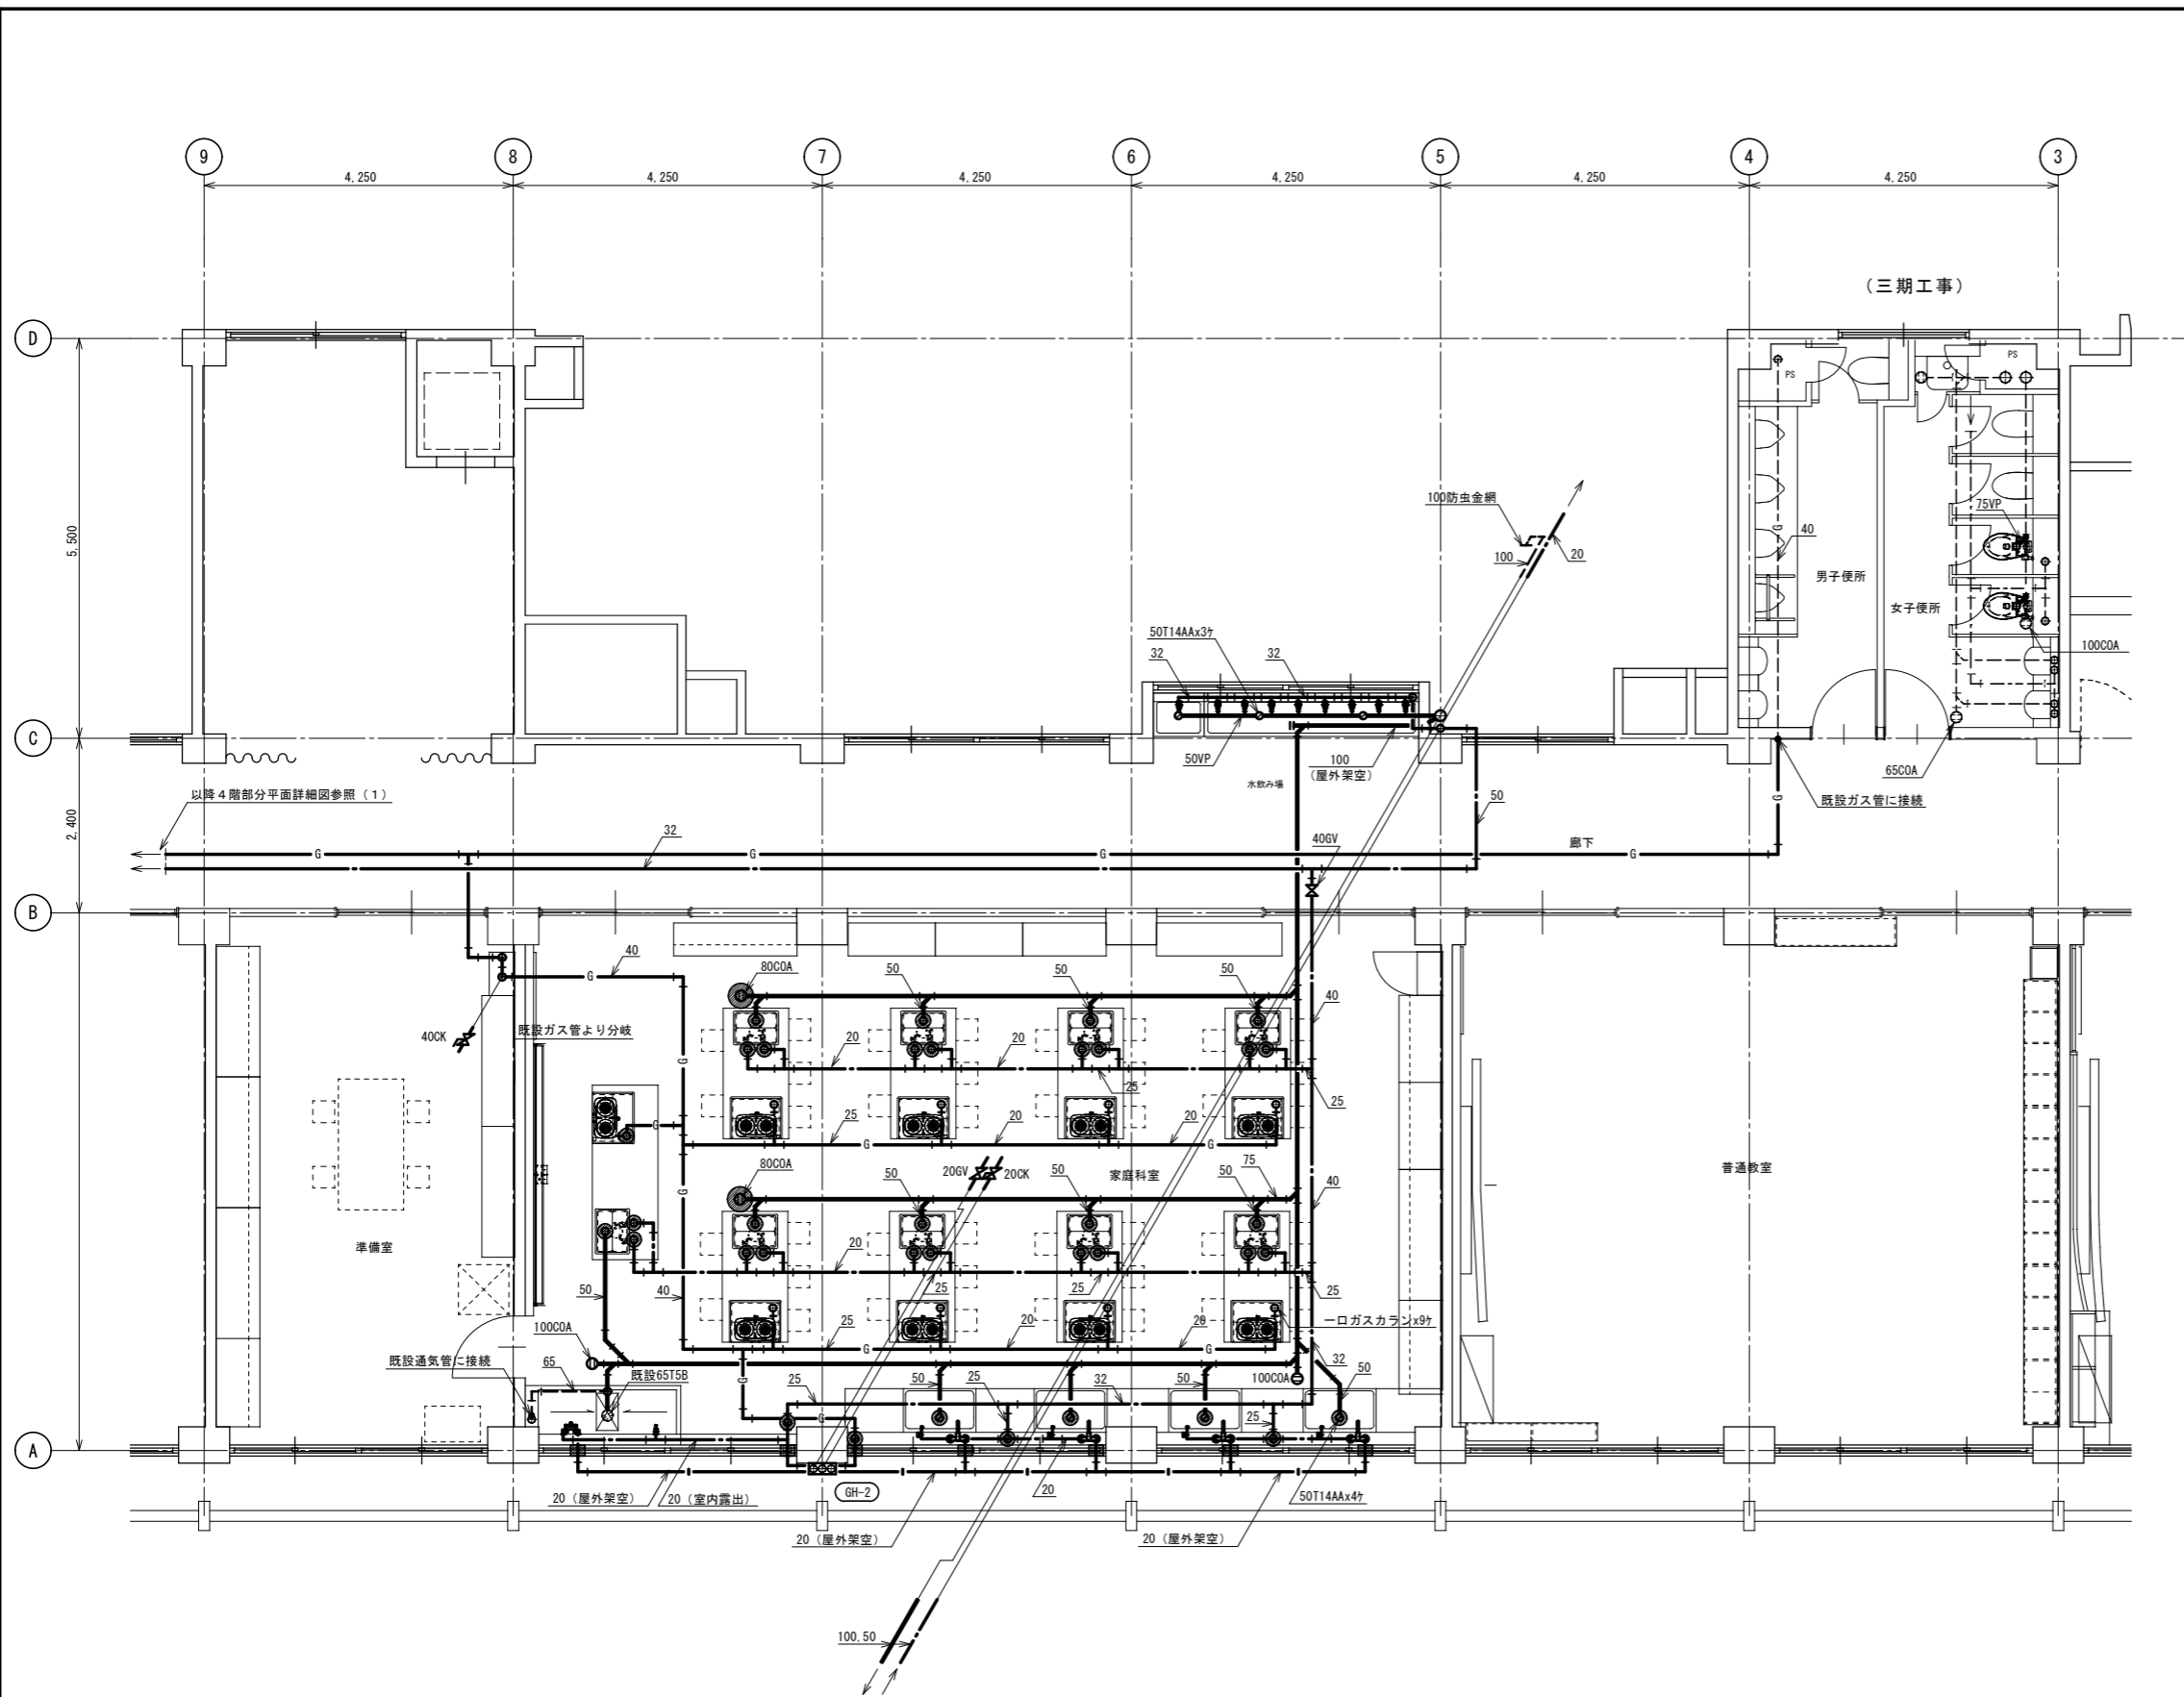 9
8
7
6
5
4
3
4,250
4,250
4,250
4,250
4,250
4,250
(三期工事)
D
PS
PS
5,500
100防虫金網
100
20
75VP
G
40
男子便所
女子便所
50T14AAx3ケ
32
32
100COA
C
50VP
100
(屋外架空)
65COA
水飲み場
以降4階部分平面詳細図参照(1)
50
G
既設ガス管に接続
2,400
32
40GV
廊下
G
G
G
G
B
40
80COA
50
50
50
G
40
40CK
既設ガス管より分岐
20
20
G
25
25
G
25
20
20
G
G
80COA
50
20GV
20CK
50
家庭科室
50
75
普通教室
G
40
準備室
20
50
40
25
25
25
100COA
25
20
20
一口ガスカランx9ケ
G
G
既設通気管に接続
65
既設65T5B
G
25
50
25
32
50
100COA
32
50
G
25
A
20(屋外架空)
20(室内露出)
GH-2
20
50T14AAx4ケ
20(屋外架空)
20(屋外架空)
100,50